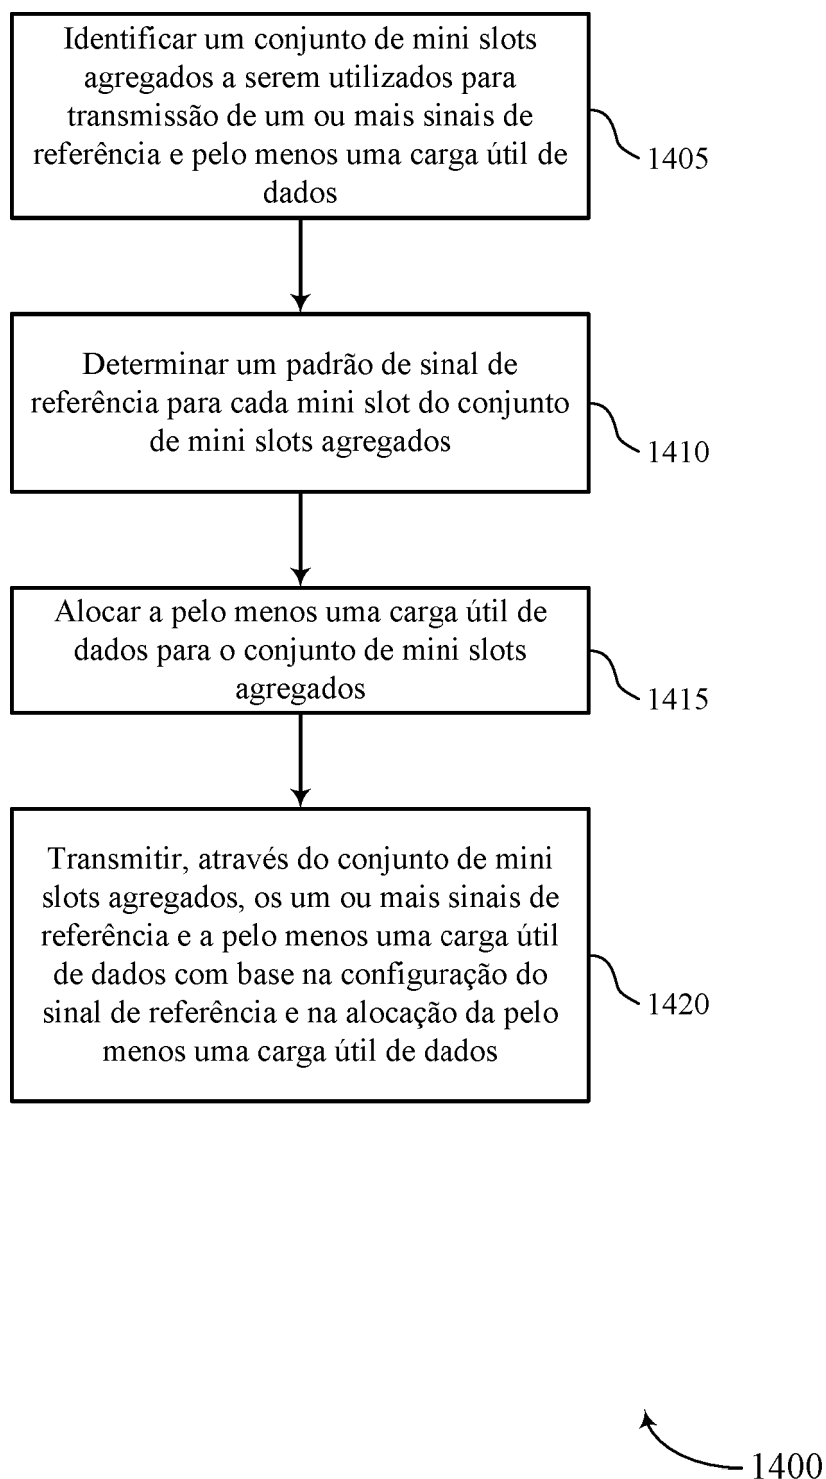 Identificar um conjunto de mini slots
agregados a serem utilizados para
transmissão de um ou mais sinais de
referência e pelo menos uma carga útil de
dados
1405
Determinar um padrão de sinal de
referência para cada mini slot do conjunto
de mini slots agregados
1410
Alocar a pelo menos uma carga útil de
dados para o conjunto de mini slots
agregados
1415
Transmitir, através do conjunto de mini
slots agregados, os um ou mais sinais de
referência e a pelo menos uma carga útil
de dados com base na configuração do
sinal de referência e na alocação da pelo
menos uma carga útil de dados
1420
1400